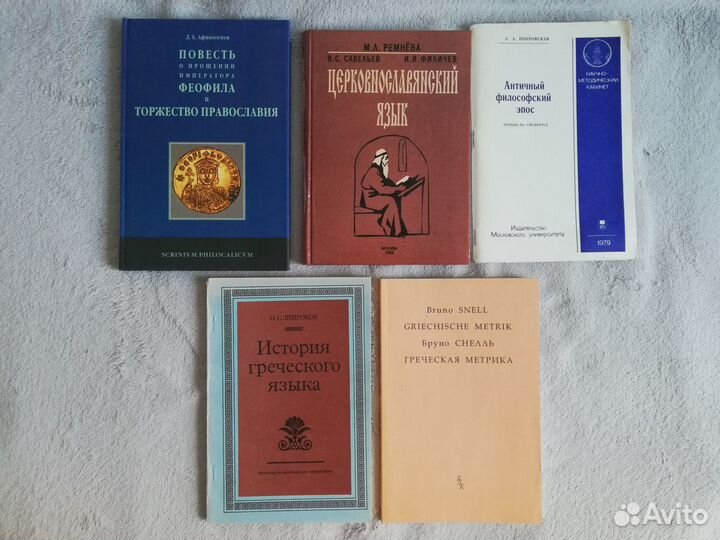 Д. Е. Афиногенов
ПОВЕСТЬ
О ПРОЩЕНИИ
ИМПЕРАТОРА
ФЕОФИЛА
И
ТОРЖЕСТВО ПРАВОСЛАВИЯ
SCRINIVM PHILOCALICVM
М.Л. РЕМНЁВА
В.С. САВЕЛЬЕВ И.И. ФИЛИЧЕВ
ЦЕРКОВНОСЛАВЯНСКИЙ
ЯЗЫК
МОСКВА
З. А. ПОКРОВСКАЯ
Античный
философский
эпос
НАУЧНО-
МЕТОДИЧЕСКИЙ
КАБИНЕТ
Издательство
Московского университета
1979
О. С. ШИРОКОВ
История
греческого
языка
Bruno SNELL
GRIECHISCHE METRIK
Бруно СНЕЛЛЬ
ГРЕЧЕСКАЯ МЕТРИКА
Avito